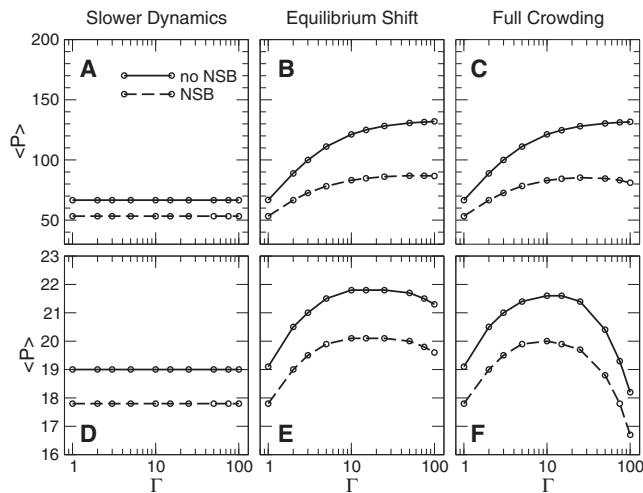 Slower Dynamics Equilibrium Shift Full Crowding
200
150
100
50
<P>
A
no NSB
NSB
B
C
23
22
21
20
19
18
17
16
<P>
D
E
F
1 10 100 1 10 100 1 10 100
Γ Γ Γ